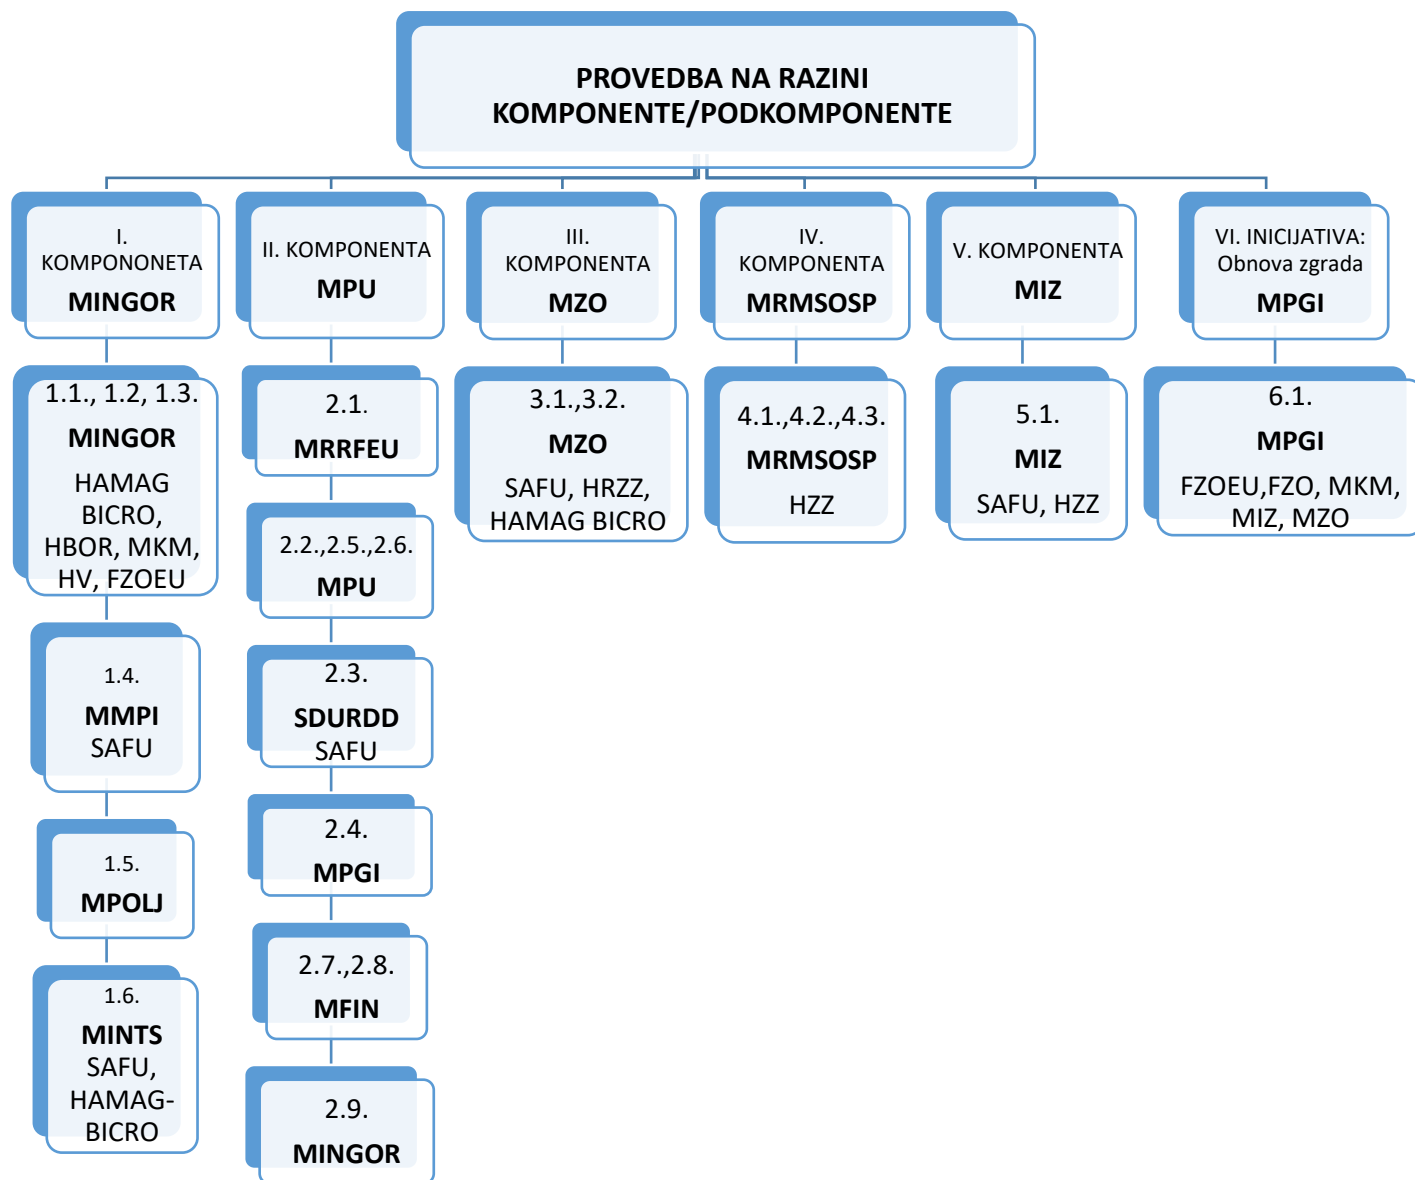 PROVEDBA NA RAZINI
KOMPONENTE/PODKOMPONENTE
I.
KOMPONONETA
MINGOR
1.1., 1.2, 1.3.
MINGOR
HAMAG
BICRO,
HBOR, MKM,
HV, FZOEU
1.4.
MMPI
SAFU
1.5.
MPOLJ
1.6.
MINTS
SAFU,
HAMAG-
BICRO
II. KOMPONENTA
MPU
2.1.
MRRFEU
2.2.,2.5.,2.6.
MPU
2.3.
SDURDD
SAFU
2.4.
MPGI
2.7.,2.8.
MFIN
2.9.
MINGOR
III.
KOMPONENTA
MZO
3.1.,3.2.
MZO
SAFU, HRZZ,
HAMAG BICRO
IV.
KOMPONENTA
MRMSOSP
4.1.,4.2.,4.3.
MRMSOSP
HZZ
V. KOMPONENTA
MIZ
5.1.
MIZ
SAFU, HZZ
VI. INICIJATIVA:
Obnova zgrada
MPGI
6.1.
MPGI
FZOEU,FZO, MKM,
MIZ, MZO